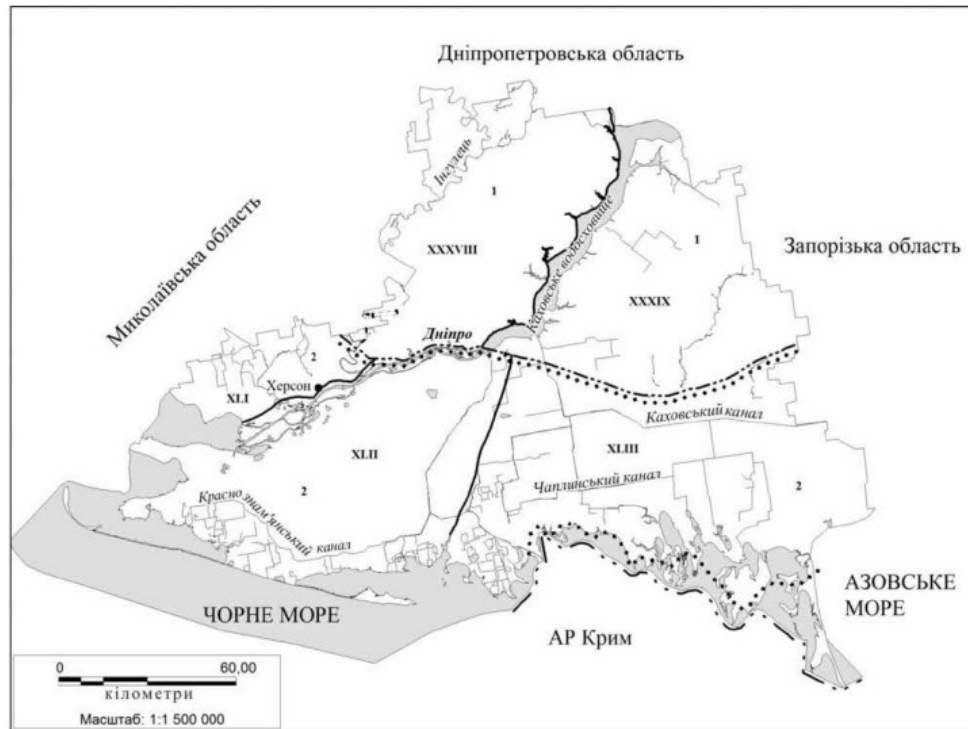 Дніпропетровська область
Інгулець
1
Миколаївська область
XXXVIII
Каховське водосховище
1
Запорізька область
XXXIX
Дніпро
2
Херсон
XLI
Каховський канал
XLII
XLIII
Чаплинський канал
2
Красно знам'янський канал
2
ЧОРНЕ МОРЕ
АЗОВСЬКЕ
МОРЕ
АР Крим
0 60,00
кілометри
Масштаб: 1:1 500 000